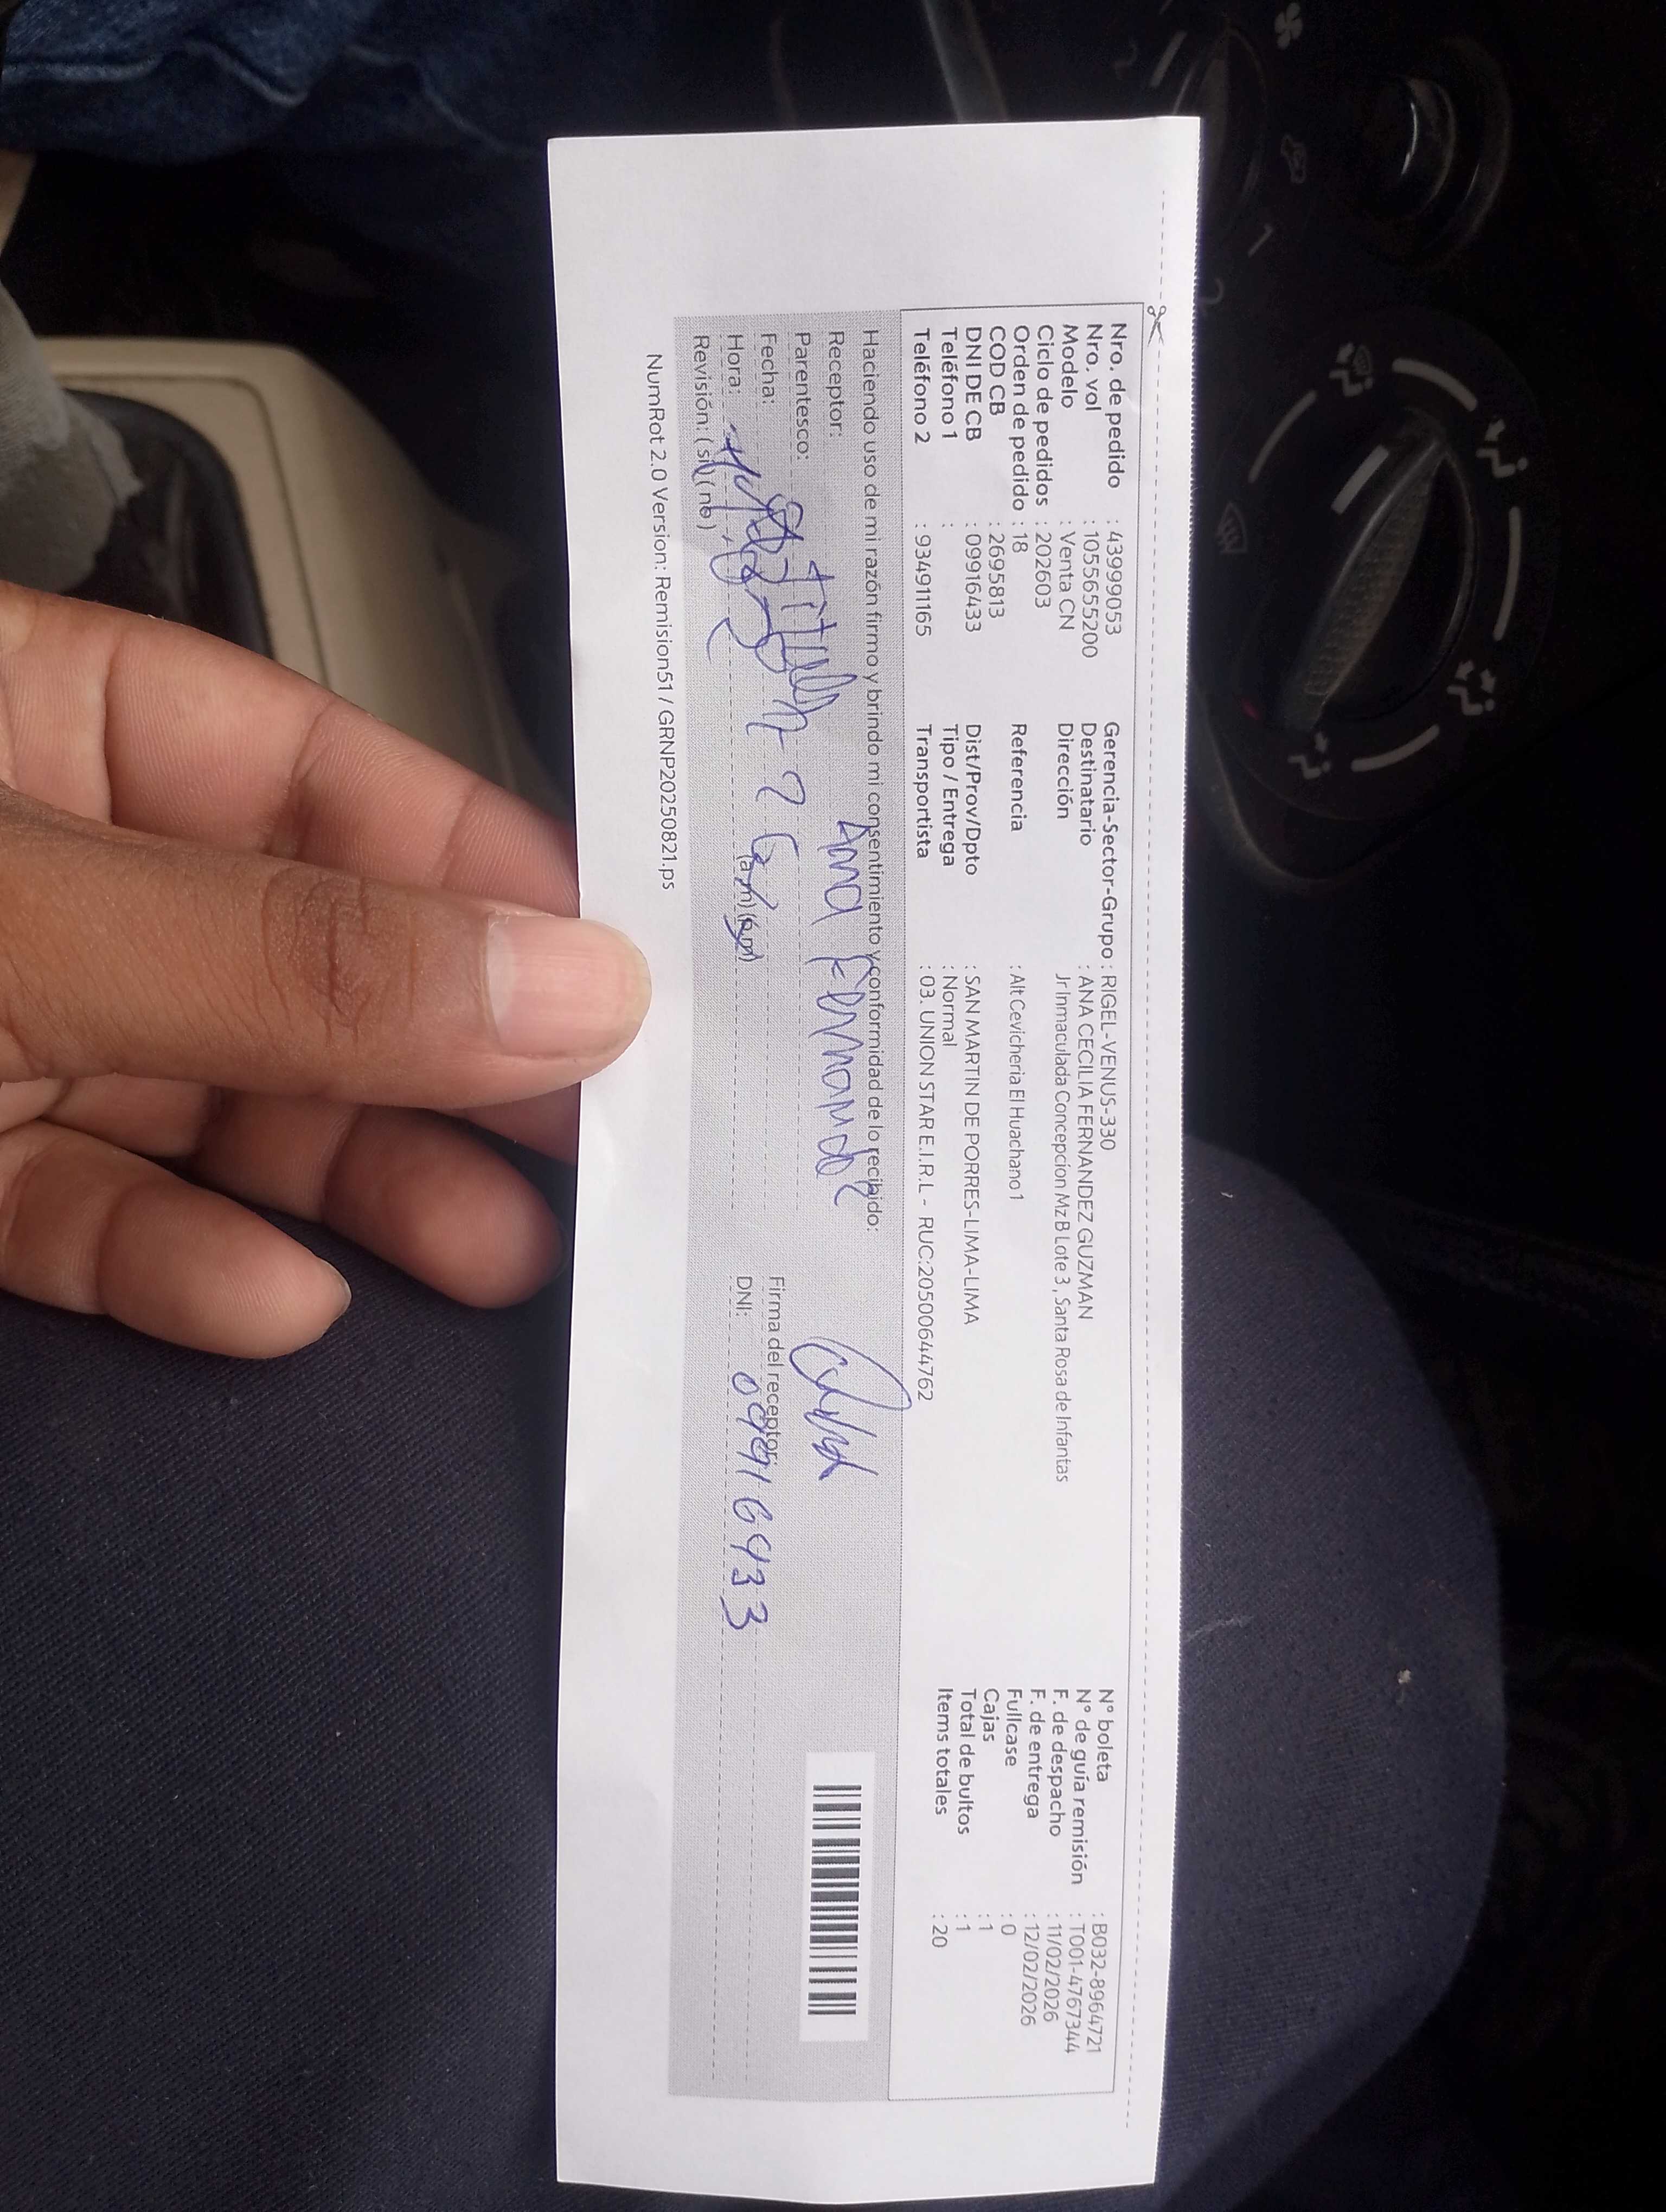 Nro. de pedido : 439999053
Nro. vol : 1055655200
Modelo : Venta CN
Ciclo de pedidos : 202603
Orden de pedido : 18
COD CB : 2695813
DNI DE CB : 09916433
Teléfono 1 :
Teléfono 2 : 934911165
Gerencia-Sector-Grupo : RIGEL-VENUS-330
Destinatario : ANA CECILIA FERNANDEZ GUZMAN
Dirección Jr Inmaculada Concepcion Mz B Lote 3 , Santa Rosa de Infantas
Referencia : Alt Cevicheria El Huachano 1
Dist/Prov/Dpto : SAN MARTIN DE PORRES-LIMA-LIMA
Tipo / Entrega : Normal
Transportista : 03. UNION STAR E.I.R.L - RUC:20500644762
N° boleta : B032-8964721
N° de guía remisión : T001-4767344
F. de despacho : 11/02/2026
F. de entrega : 12/02/2026
Fullcase : 0
Cajas : 1
Total de bultos : 1
Items totales : 20
Haciendo uso de mi razón firmo y brindo mi consentimiento y conformidad de lo recibido:
Receptor: Ana Fernandez
Parentesco:
Fecha:
Hora: (am) (pm)
Revisión: ( si ) ( no )
Firma del receptor:
DNI: 09916433
NumRot 2.0 Version: Remision51 / GRNP20250821.ps
1
2